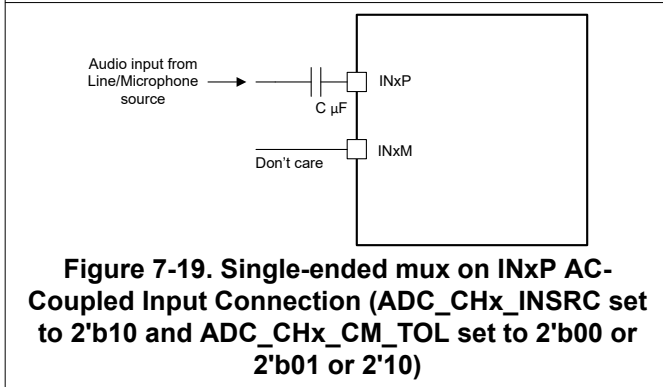 Audio input from
Line/Microphone
source
C µF
INxP
INxM
Don't care
Figure 7-19. Single-ended mux on INxP AC-
Coupled Input Connection (ADC_CHx_INSRC set
to 2'b10 and ADC_CHx_CM_TOL set to 2'b00 or
2'b01 or 2'10)